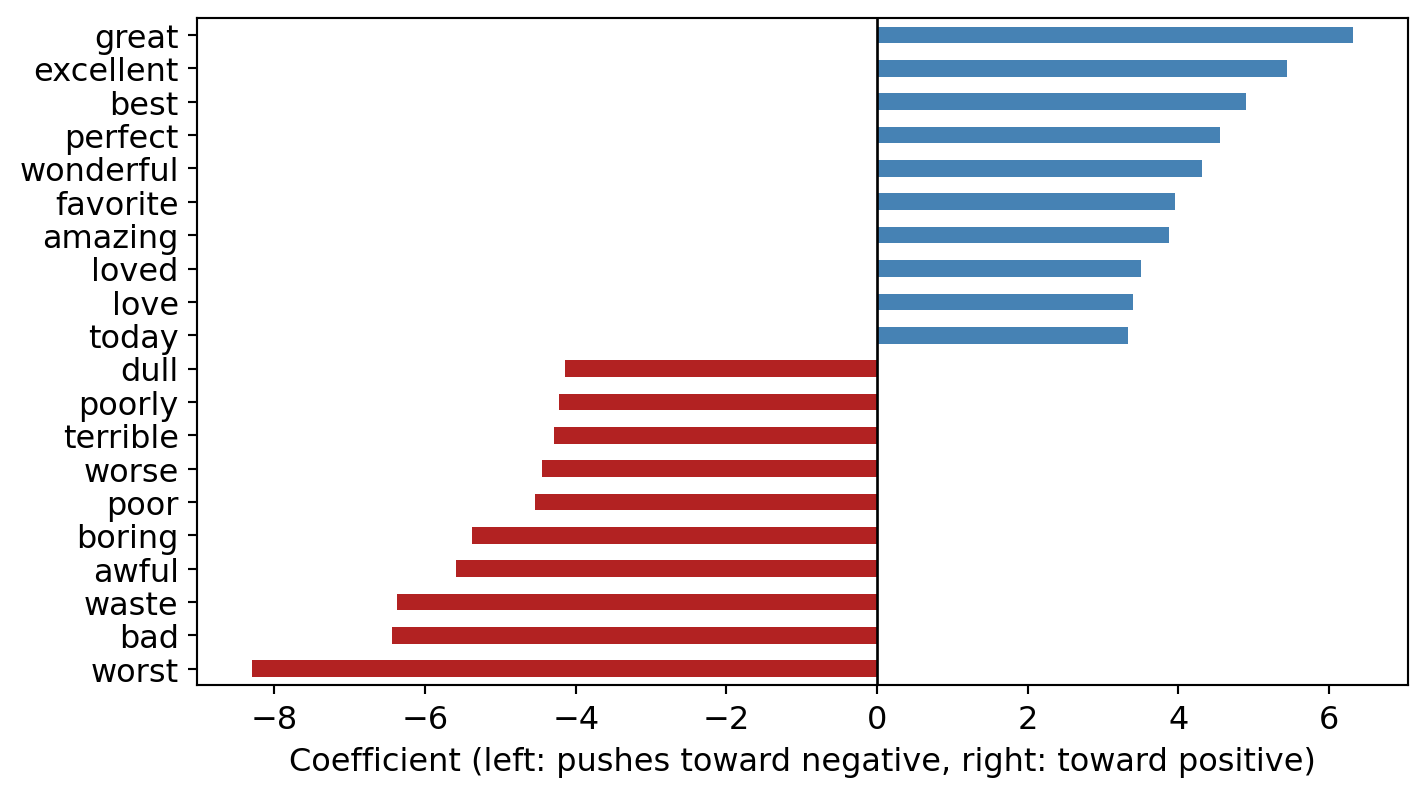 great
excellent
best
perfect
wonderful
favorite
amazing
loved
love
today
dull
poorly
terrible
worse
poor
boring
awful
waste
bad
worst
−8 −6 −4 −2 0 2 4 6
Coefficient (left: pushes toward negative, right: toward positive)